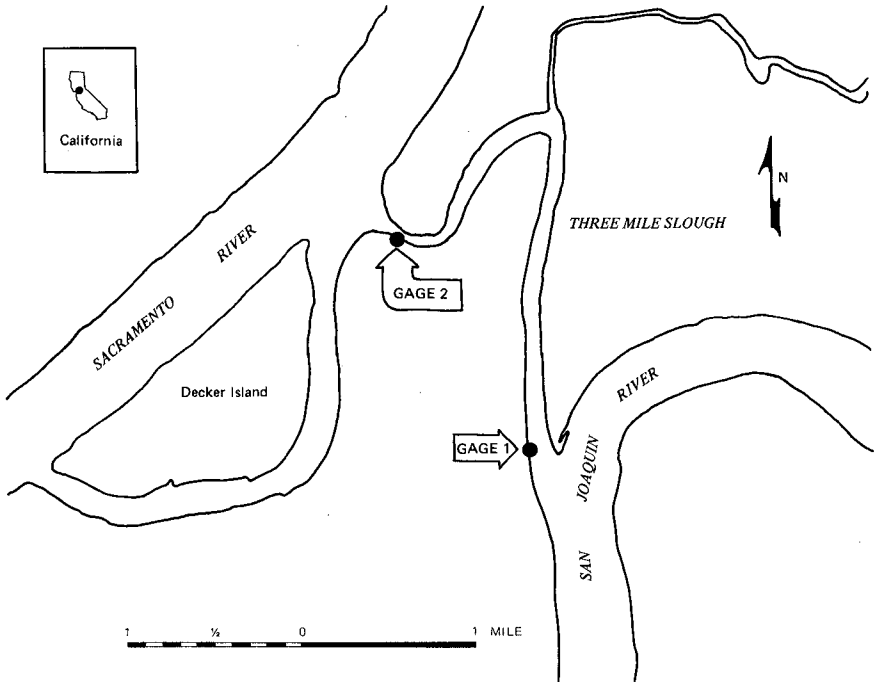 California
N
THREE MILE SLOUGH
SACRAMENTO RIVER
GAGE 2
Decker Island
GAGE 1
SAN JOAQUIN RIVER
1 ½ 0 1 MILE